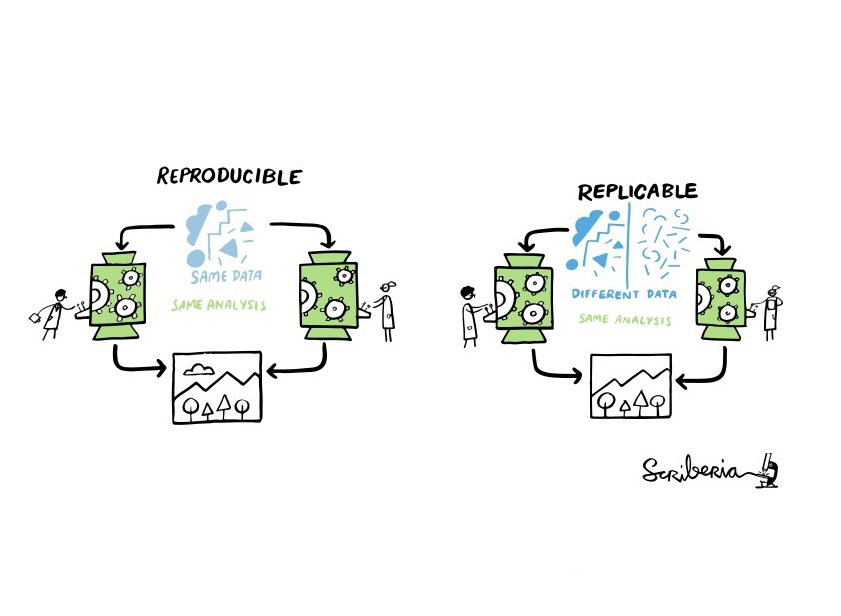 REPRODUCIBLE
SAME DATA
SAME ANALYSIS
REPLICABLE
DIFFERENT DATA
SAME ANALYSIS
Scriberia